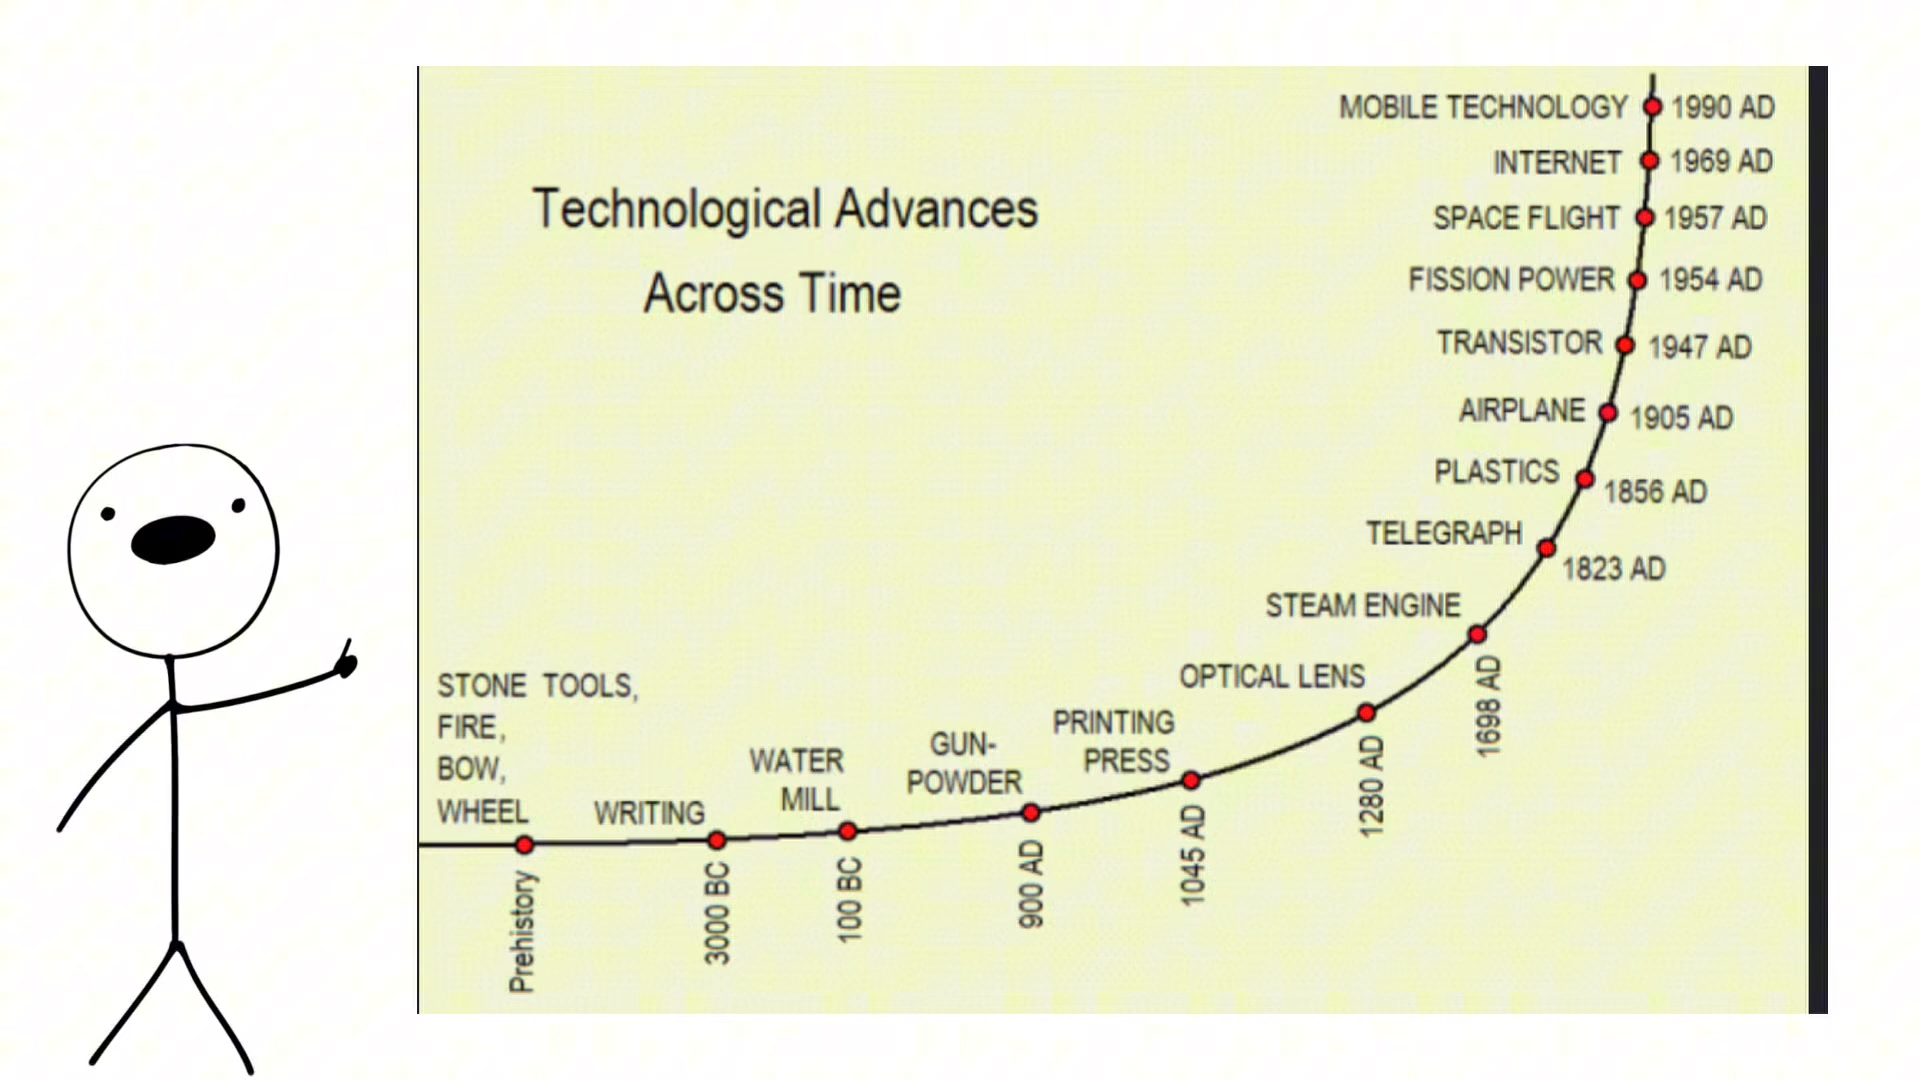 Technological Advances
Across Time
MOBILE TECHNOLOGY 1990 AD
INTERNET 1969 AD
SPACE FLIGHT 1957 AD
FISSION POWER 1954 AD
TRANSISTOR 1947 AD
AIRPLANE 1905 AD
PLASTICS 1856 AD
TELEGRAPH 1823 AD
STEAM ENGINE
1698 AD
OPTICAL LENS
1280 AD
PRINTING
PRESS
1045 AD
GUN-
POWDER
900 AD
WATER
MILL
100 BC
WRITING
3000 BC
STONE TOOLS,
FIRE,
BOW,
WHEEL
Prehistory